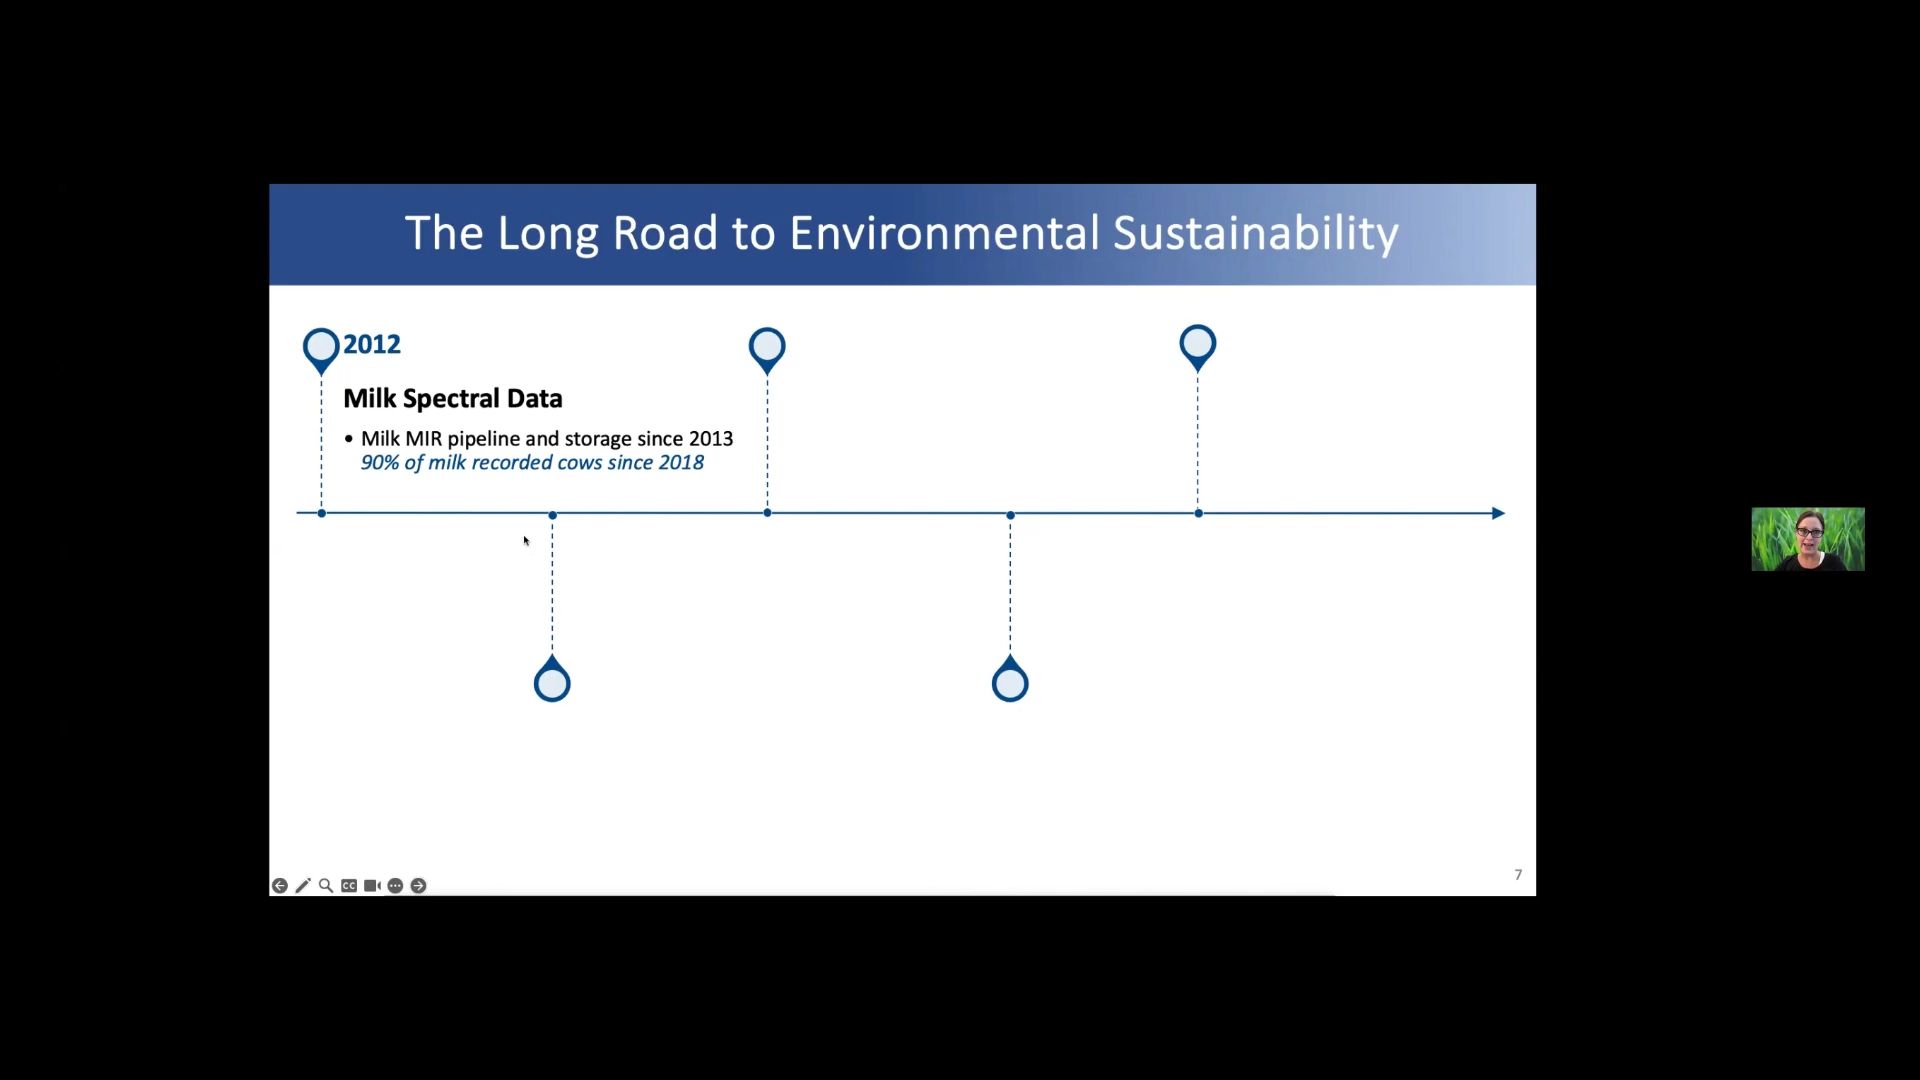 The Long Road to Environmental Sustainability
2012
Milk Spectral Data
• Milk MIR pipeline and storage since 2013
90% of milk recorded cows since 2018
CC
7